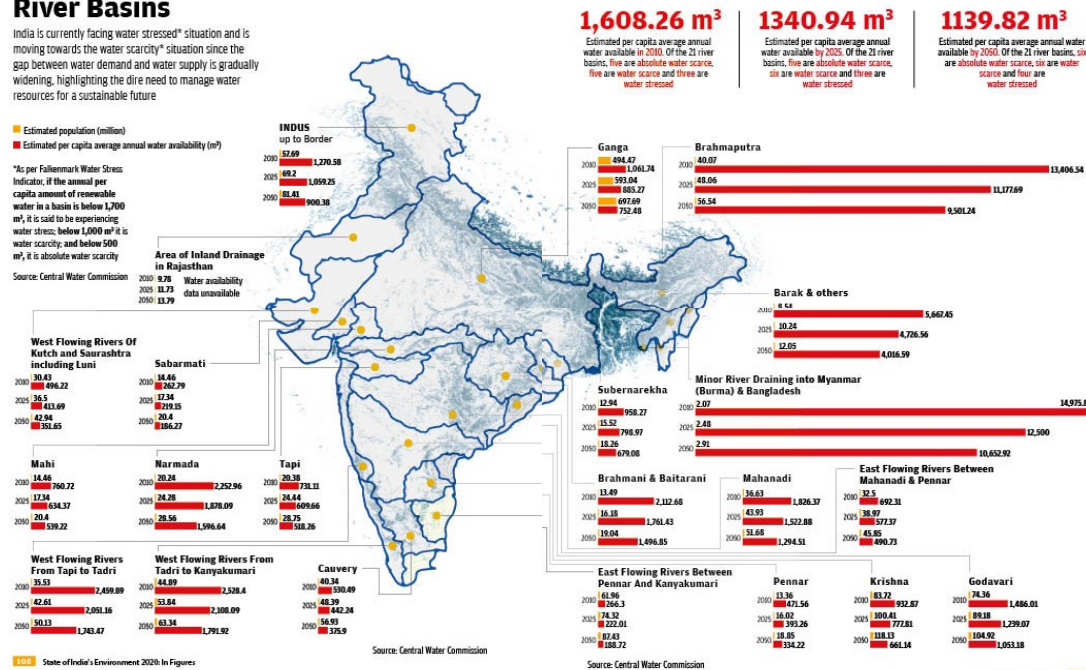 River Basins
India is currently facing water stressed* situation and is
moving towards the water scarcity* situation since the
gap between water demand and water supply is gradually
widening, highlighting the dire need to manage water
resources for a sustainable future
1,608.26 m³
Estimated per capita average annual
water available in 2010. Of the 21 river
basins, five are absolute water scarce,
five are water scarce and three are
water stressed
1340.94 m³
Estimated per capita average annual
water available by 2025. Of the 21 river
basins, five are absolute water scarce,
six are water scarce and three are
water stressed
1139.82 m³
Estimated per capita average annual water
available by 2050. Of the 21 river basins, six
are absolute water scarce, six are water
scarce and four are
water stressed
Estimated population (million)
Estimated per capita average annual water availability (m³)
*As per Falkenmark Water Stress
Indicator, if the annual per
capita amount of renewable
water in a basin is below 1,700
m³, it is said to be experiencing
water stress; below 1,000 m³ it is
water scarcity; and below 500
m³, it is absolute water scarcity
Source: Central Water Commission
INDUS
up to Border
2010 57.69
1,270.58
2025 69.2
1,059.25
2050 81.41
900.38
Ganga
2010 494.47
1,061.74
2025 593.04
885.27
2050 697.69
752.48
Brahmaputra
2010 40.07
13,406.54
2025 48.06
11,177.69
2050 56.54
9,501.24
Area of Inland Drainage
in Rajasthan
2010 9.78
2025 11.73
2050 13.79
Water availability
data unavailable
Barak & others
2010 8.54
5,667.45
2025 10.24
4,726.56
2050 12.05
4,016.59
West Flowing Rivers Of
Kutch and Saurashtra
including Luni
2010 30.43
496.22
2025 36.5
413.69
2050 42.94
351.65
Sabarmati
2010 14.46
262.79
2025 17.34
219.15
2050 20.4
186.27
Subernarekha
2010 12.94
958.27
2025 15.52
798.97
2050 18.26
679.08
Minor River Draining into Myanmar
(Burma) & Bangladesh
2010 2.07
14,975.8
2025 2.48
12,500
2050 2.91
10,652.92
Mahi
2010 14.46
760.72
2025 17.34
634.37
2050 20.4
539.22
Narmada
2010 20.24
2,252.96
2025 24.28
1,878.09
2050 28.56
1,596.64
Tapi
2010 20.38
731.11
2025 24.44
609.66
2050 28.75
518.26
Brahmani & Baitarani
2010 13.49
2,112.68
2025 16.18
1,761.43
2050 19.04
1,496.85
Mahanadi
2010 36.63
1,826.37
2025 43.93
1,522.88
2050 51.68
1,294.51
East Flowing Rivers Between
Mahanadi & Pennar
2010 32.5
692.31
2025 38.97
577.37
2050 45.85
490.73
West Flowing Rivers
From Tapi to Tadri
2010 35.53
2,459.89
2025 42.61
2,051.16
2050 50.13
1,743.47
West Flowing Rivers From
Tadri to Kanyakumari
2010 44.89
2,528.4
2025 53.84
2,108.09
2050 63.34
1,791.92
Cauvery
2010 40.34
530.49
2025 48.39
442.24
2050 56.93
375.9
East Flowing Rivers Between
Pennar And Kanyakumari
2010 61.96
266.3
2025 74.32
222.01
2050 87.43
188.72
Pennar
2010 13.36
471.56
2025 16.02
393.26
2050 18.85
334.22
Krishna
2010 83.72
932.87
2025 100.41
777.81
2050 118.13
661.14
Godavari
2010 74.36
1,486.01
2025 89.18
1,239.07
2050 104.92
1,053.18
Source: Central Water Commission
Source: Central Water Commission
108 State of India's Environment 2020: In Figures